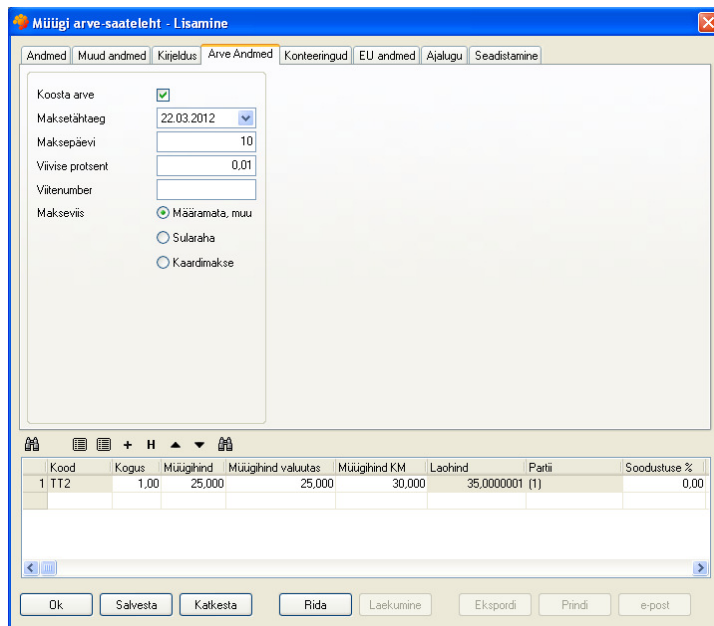 Müügi arve-saateleht - Lisamine
Andmed Muud andmed Kirjeldus Arve Andmed Konteeringud EU andmed Ajalugu Seadistamine
Koosta arve
Maksetähtaeg 22.03.2012
Maksepäevi 10
Viivise protsent 0,01
Viitenumber
Makseviis Määramata, muu
Sularaha
Kaardimakse
H
Kood Kogus Müügihind Müügihind valuutas Müügihind KM Laohind Partii Soodustuse %
1 TT2 1,00 25,000 25,000 30,000 35,0000001 (1) 0,00
Ok Salvesta Katkesta Rida Laekumine Ekspordi Prindi e-post